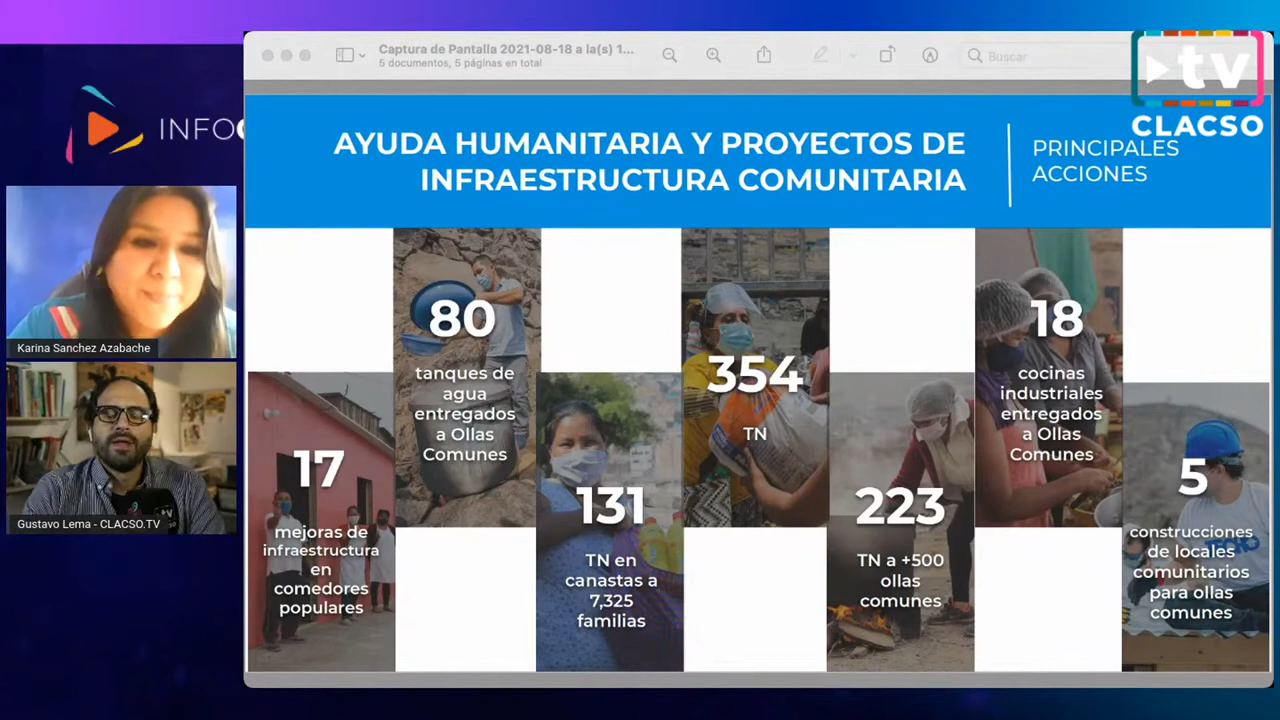 Captura de Pantalla 2021-08-18 a la(s) 1...
5 documentos, 5 páginas en total
Buscar
tv
CLACSO
INFO
AYUDA HUMANITARIA Y PROYECTOS DE
INFRAESTRUCTURA COMUNITARIA
PRINCIPALES
ACCIONES
Karina Sanchez Azabache
Gustavo Lema - CLACSO.TV
17
mejoras de
infraestructura
en
comedores
populares
80
tanques de
agua
entregados
a Ollas
Comunes
131
TN en
canastas a
7,325
familias
354
TN
223
TN a +500
ollas
comunes
18
cocinas
industriales
entregados
a Ollas
Comunes
5
construcciones
de locales
comunitarios
para ollas
comunes